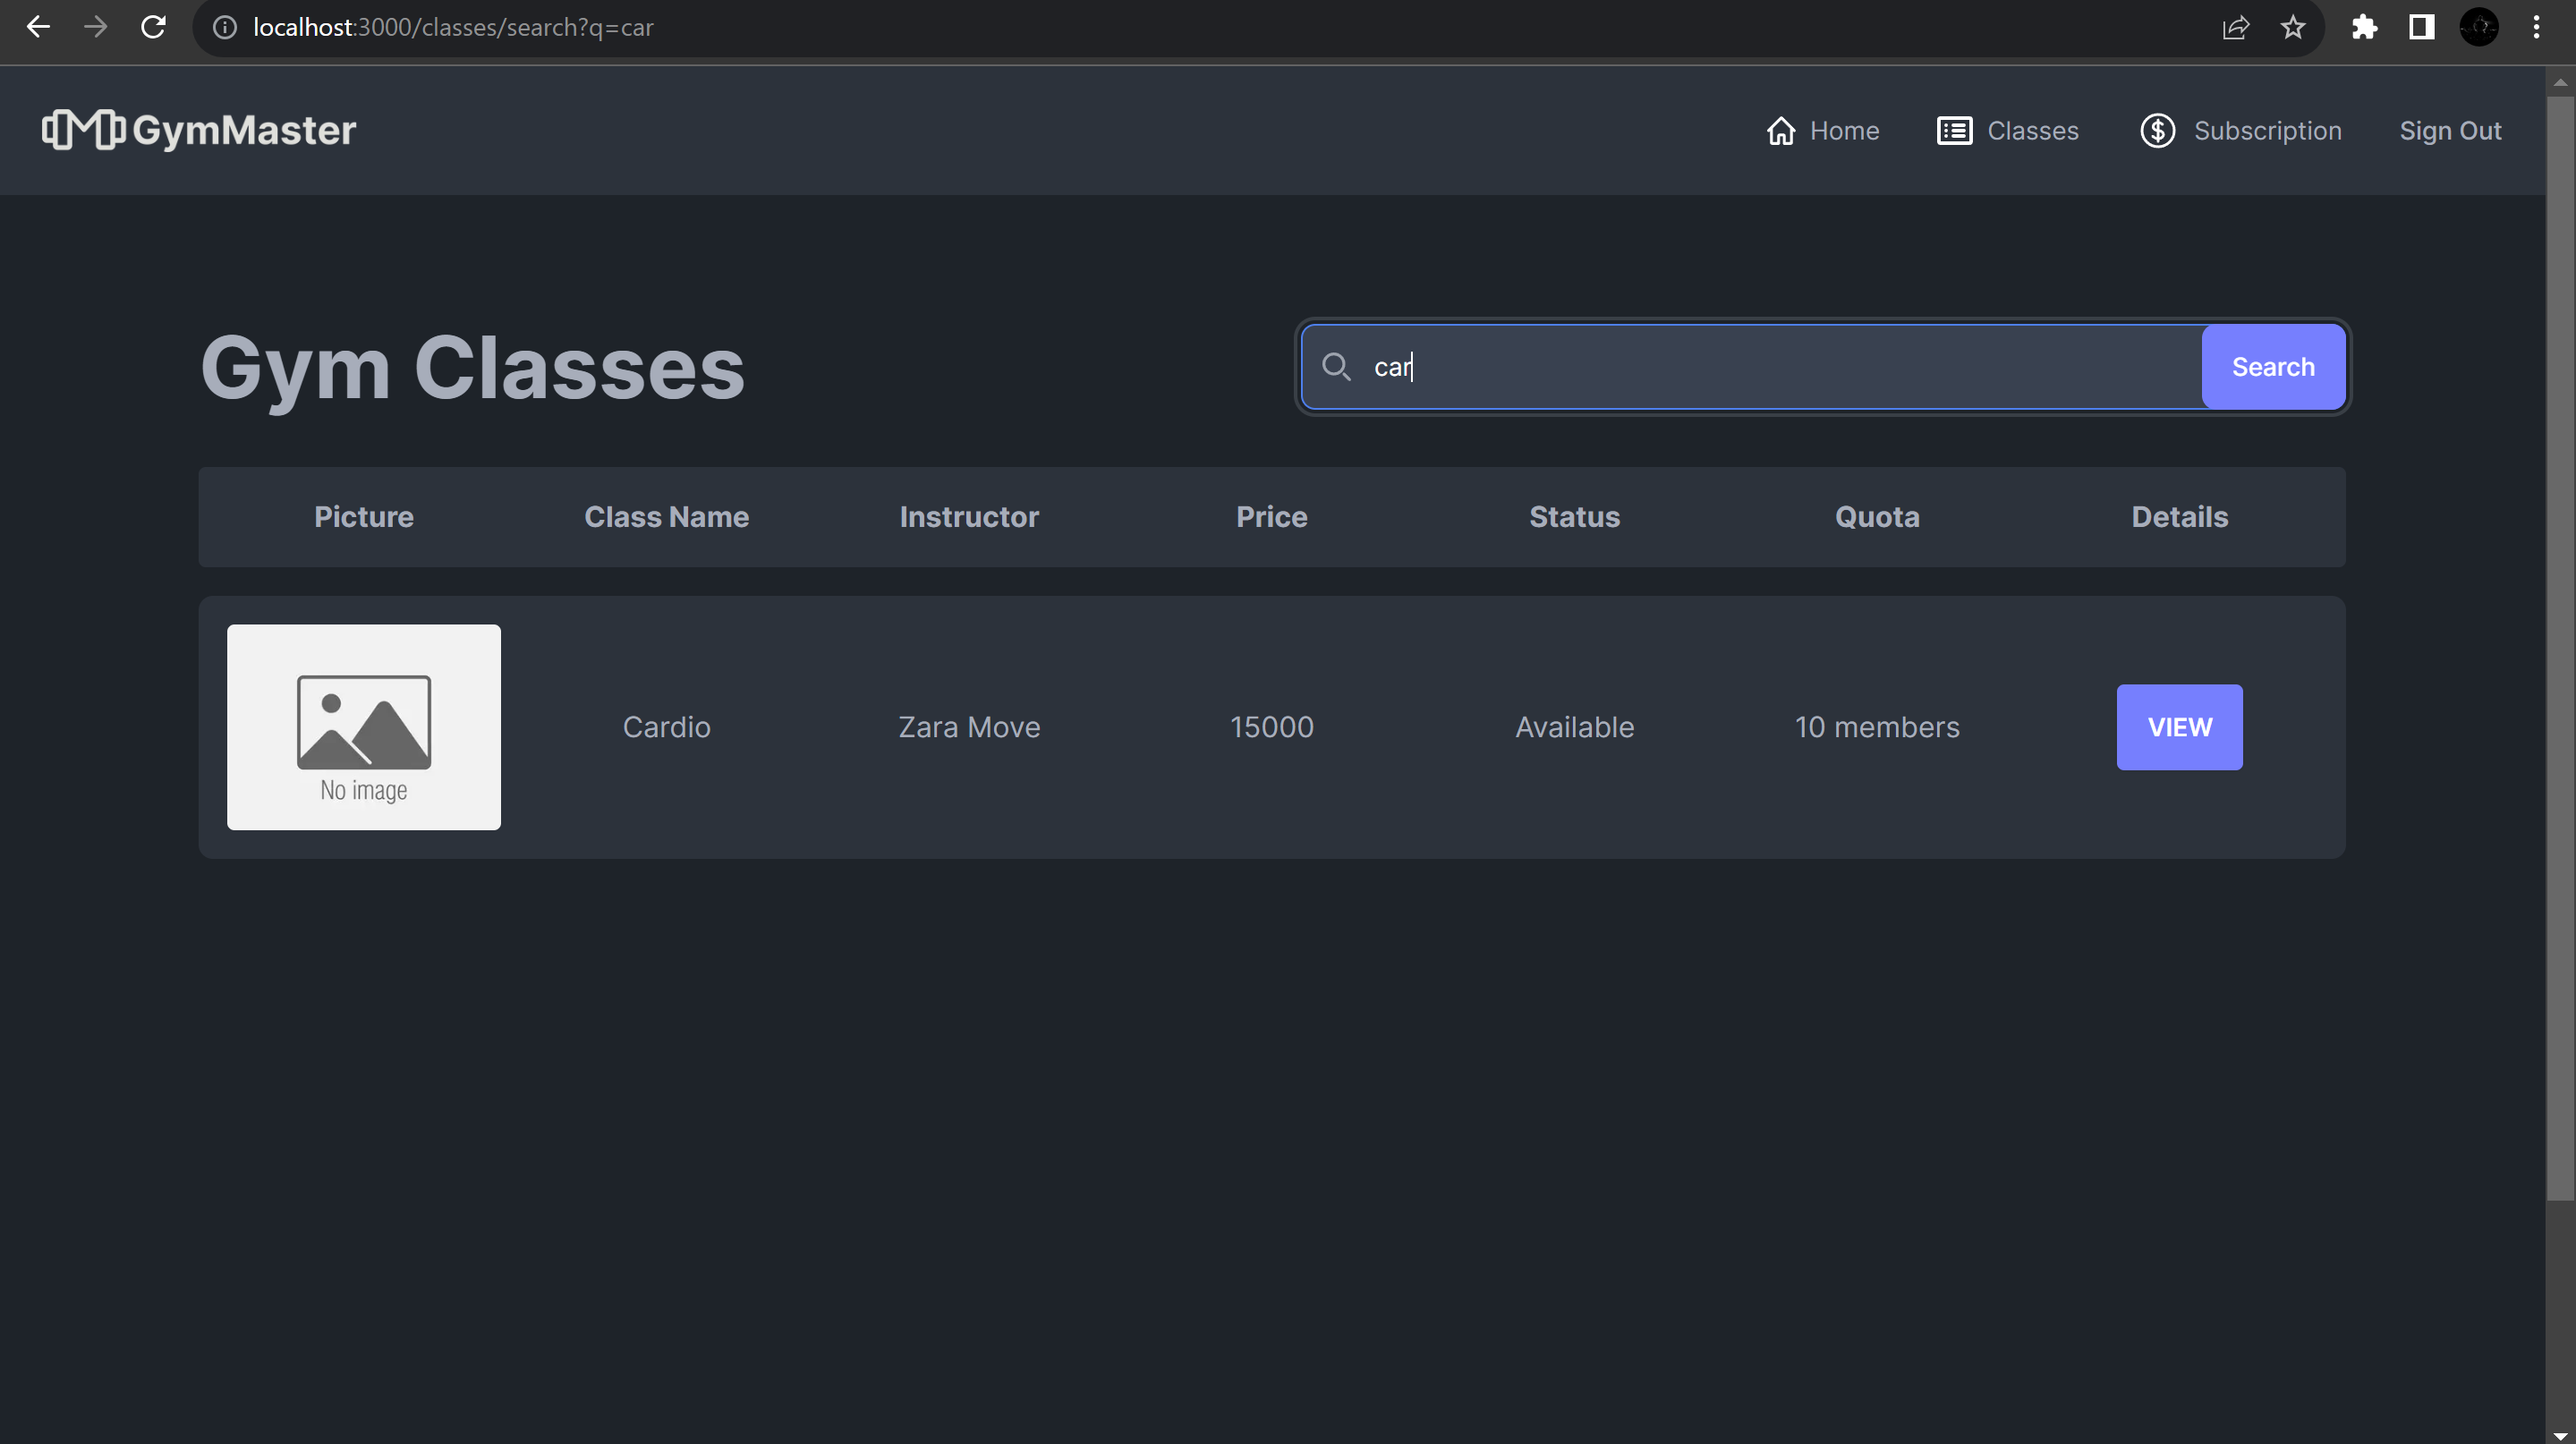 localhost:3000/classes/search?q=car
GymMaster
Home
Classes
Subscription
Sign Out
Gym Classes
car
Search
Picture
Class Name
Instructor
Price
Status
Quota
Details
No image
Cardio
Zara Move
15000
Available
10 members
VIEW